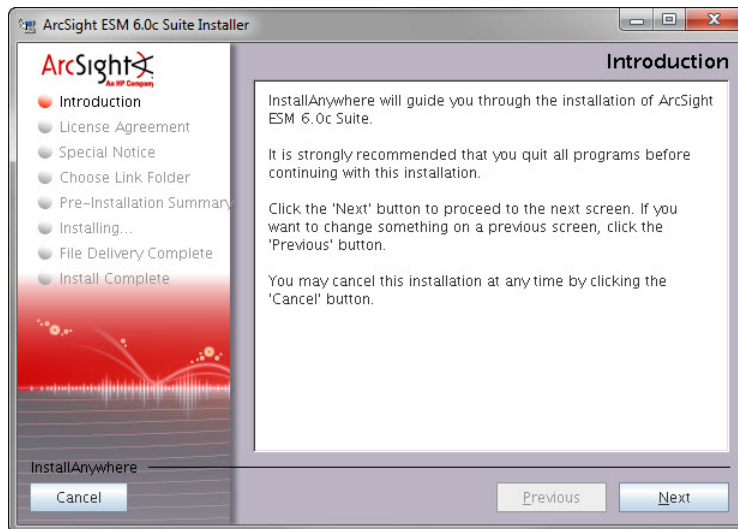 ArcSight ESM 6.0c Suite Installer
ArcSight
An HP Company
Introduction
License Agreement
Special Notice
Choose Link Folder
Pre-Installation Summary
Installing...
File Delivery Complete
Install Complete
Introduction
InstallAnywhere will guide you through the installation of ArcSight
ESM 6.0c Suite.
It is strongly recommended that you quit all programs before
continuing with this installation.
Click the 'Next' button to proceed to the next screen. If you
want to change something on a previous screen, click the
'Previous' button.
You may cancel this installation at any time by clicking the
'Cancel' button.
InstallAnywhere
Cancel
Previous
Next